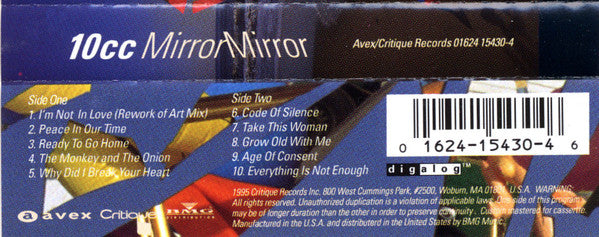 10cc MirrorMirror
Avex/Critique Records 01624 15430-4
Side One
1. I'm Not In Love (Rework of Art Mix)
2. Peace In Our Time
3. Ready To Go Home
4. The Monkey and The Onion
5. Why Did I Break Your Heart
Side Two
6. Code Of Silence
7. Take This Woman
8. Grow Old With Me
9. Age Of Consent
10. Everything Is Not Enough
0 1624-15430-4 6
digalog™
1995 Critique Records Inc. 800 West Cummings Park, #7500, Woburn, MA 01801 U.S.A. WARNING:
All rights reserved. Unauthorized duplication is a violation of applicable laws. One side of this program
may be of longer duration than the other in order to preserve continuity. Custom mastered for cassette.
Manufactured in the U.S.A. and distributerd in the United States by BMG Music.
a avex Critique BMG
DISTRIBUTION